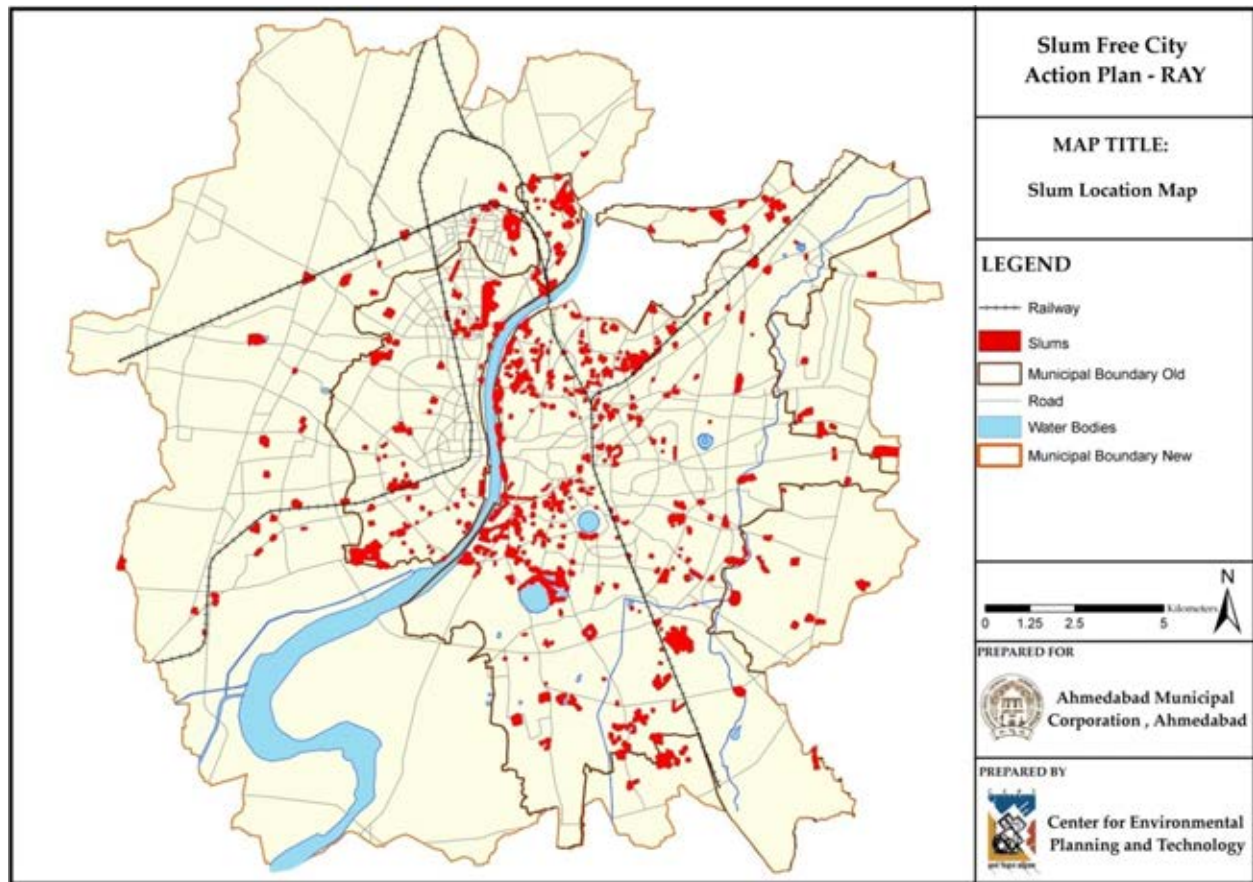 Slum Free City
Action Plan - RAY
MAP TITLE:
Slum Location Map
LEGEND
Railway
Slums
Municipal Boundary Old
Road
Water Bodies
Municipal Boundary New
N
Kilometers
0 1.25 2.5 5
PREPARED FOR
Ahmedabad Municipal
Corporation , Ahmedabad
PREPARED BY
C E P T
Center for Environmental
Planning and Technology